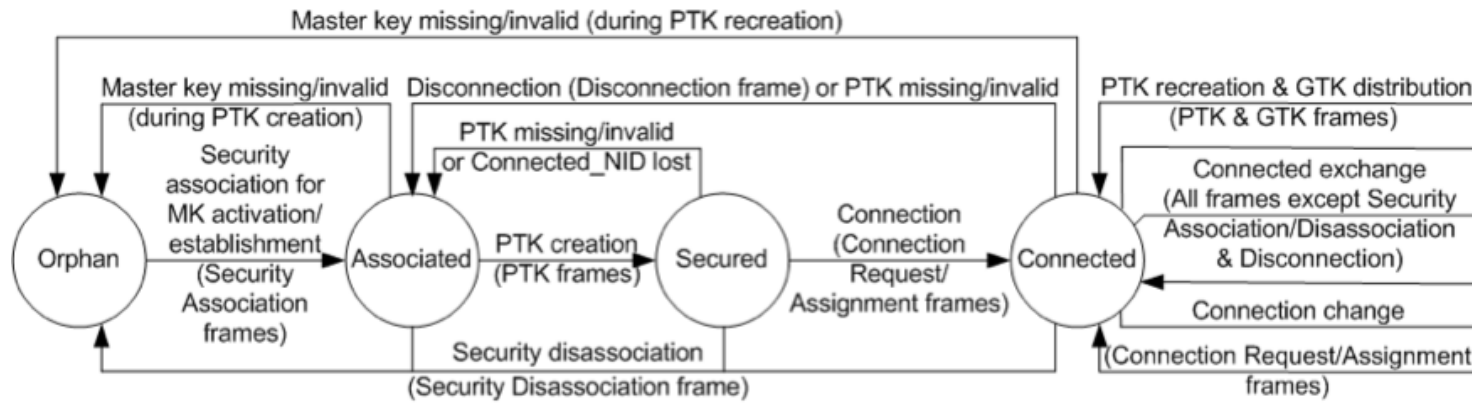 Master key missing/invalid (during PTK recreation)
Master key missing/invalid
(during PTK creation)
Disconnection (Disconnection frame) or PTK missing/invalid
PTK recreation & GTK distribution
(PTK & GTK frames)
PTK missing/invalid
or Connected_NID lost
Security
association for
MK activation/
establishment
(Security
Association
frames)
Connected exchange
(All frames except Security
Association/Disassociation
& Disconnection)
Orphan
Associated
PTK creation
(PTK frames)
Secured
Connection
(Connection
Request/
Assignment frames)
Connected
Connection change
(Connection Request/Assignment
frames)
Security disassociation
(Security Disassociation frame)